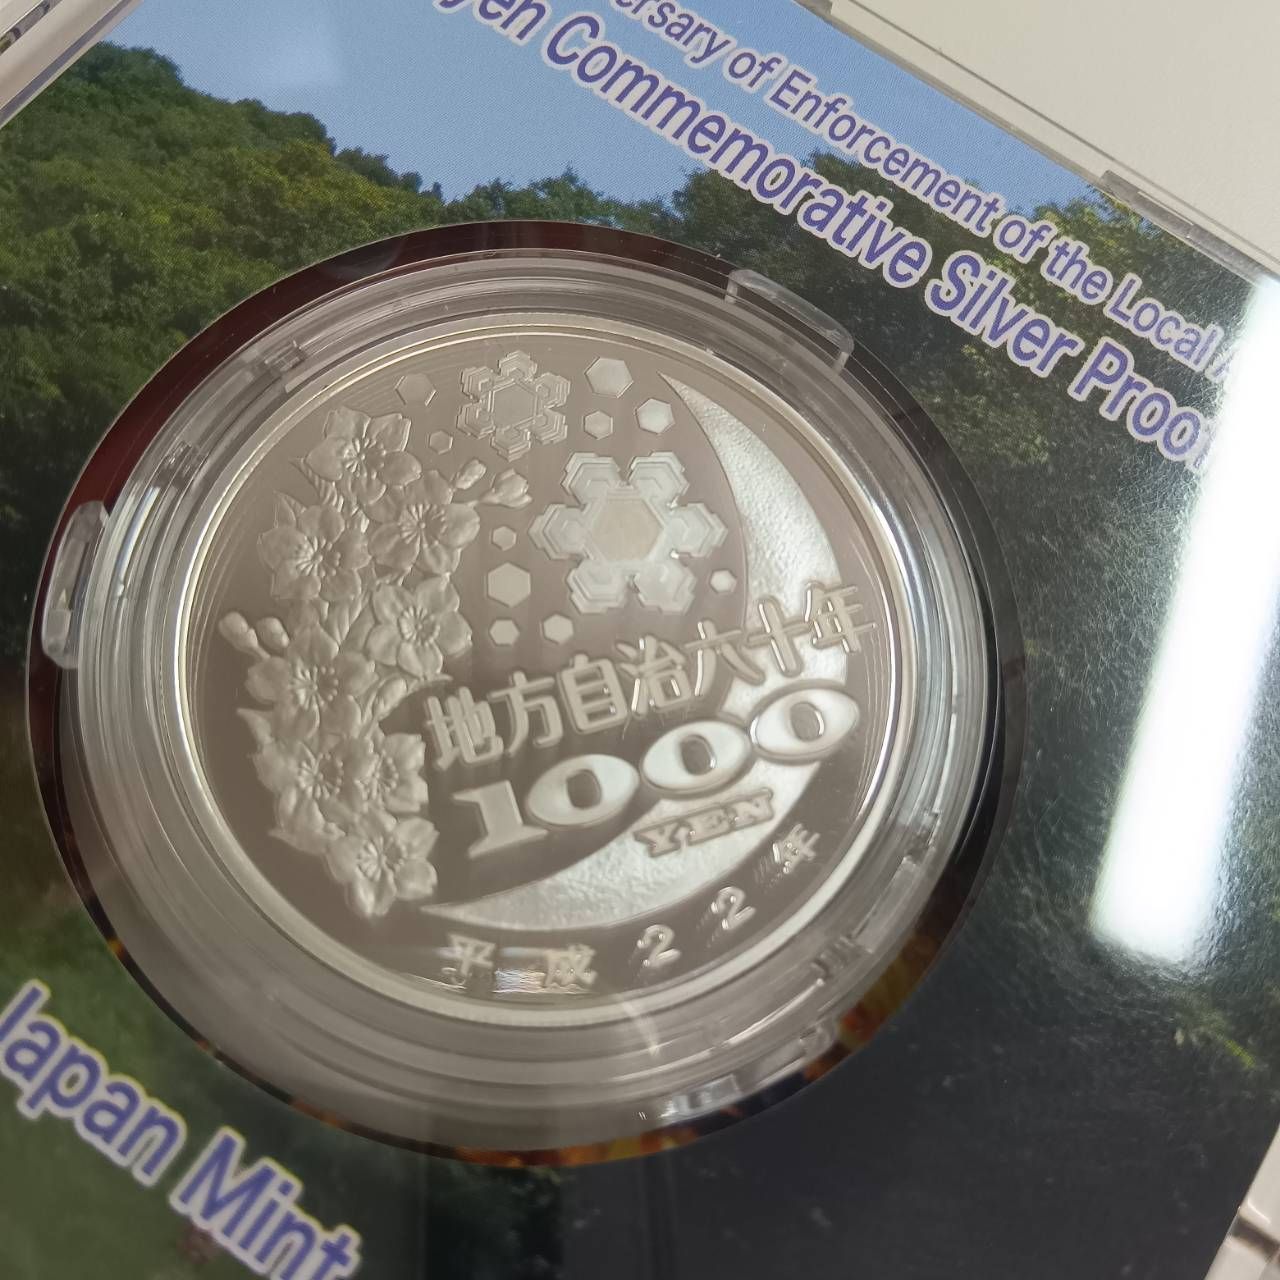 ersary of Enforcement of the Local
yen Commemorative Silver Proof
地方自治六十年
1000
YEN
平成22年
Japan Mint